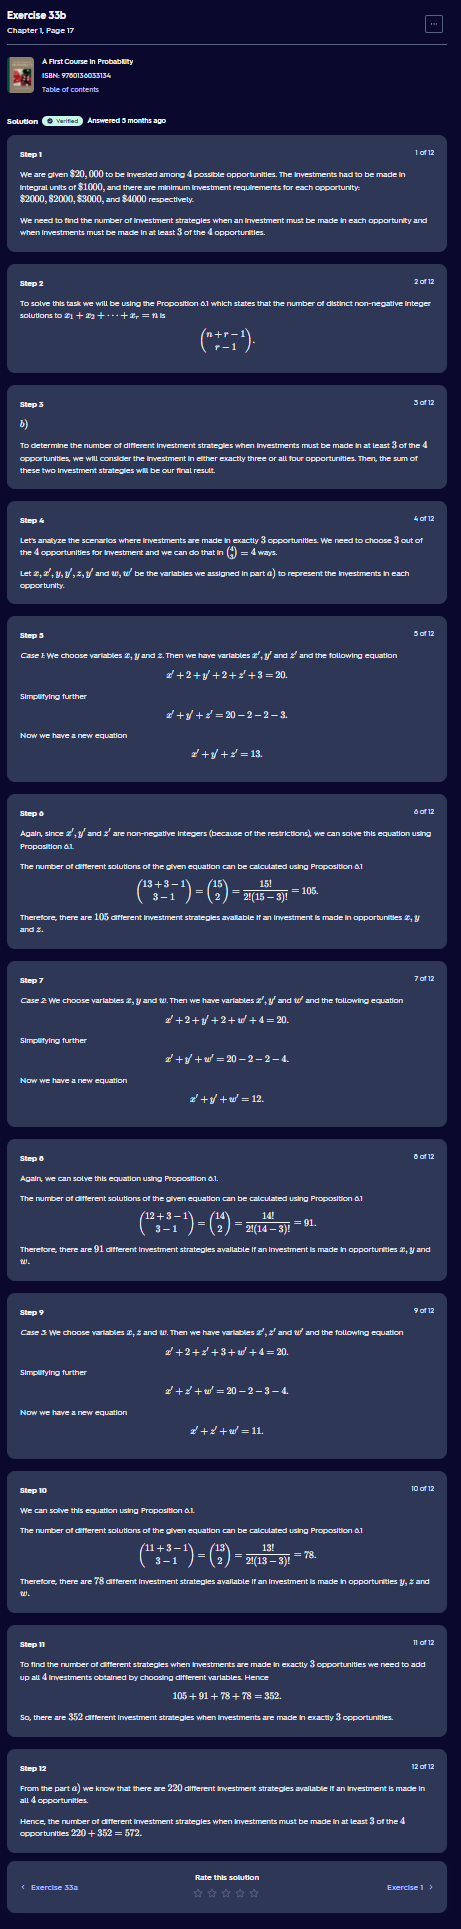 Exercise 33b
Chapter 1, Page 17
A First Course in Probability
ISBN: 9780136033134
Table of contents
Solution Verified Answered 5 months ago
Step 1
1 of 12
We are given $20,000 to be invested among 4 possible opportunities. The investments had to be made in
integral units of $1000, and there are minimum investment requirements for each opportunity:
$2000, $2000, $3000, and $4000 respectively.
We need to find the number of investment strategies when an investment must be made in each opportunity and
when investments must be made in at least 3 of the 4 opportunities.
Step 2
2 of 12
To solve this task we will be using the Proposition 6.1 which states that the number of distinct non-negative integer
solutions to x₁ + x₂ + ··· + xᵣ = n is
(n + r − 1
r − 1).
Step 3
3 of 12
b)
To determine the number of different investment strategies when investments must be made in at least 3 of the 4
opportunities, we will consider the investment in either exactly three or all four opportunities. Then, the sum of
these two investment strategies will be our final result.
Step 4
4 of 12
Let's analyze the scenarios where investments are made in exactly 3 opportunities. We need to choose 3 out of
the 4 opportunities for investment and we can do that in (4 3) = 4 ways.
Let x, x′, y, y′, z, y′ and w, w′ be the variables we assigned in part a) to represent the investments in each
opportunity.
Step 5
5 of 12
Case 1: We choose variables x, y and z. Then we have variables x′, y′ and z′ and the following equation
x′ + 2 + y′ + 2 + z′ + 3 = 20.
Simplifying further
x′ + y′ + z′ = 20 − 2 − 2 − 3.
Now we have a new equation
x′ + y′ + z′ = 13.
Step 6
6 of 12
Again, since x′, y′ and z′ are non-negative integers (because of the restrictions), we can solve this equation using
Proposition 6.1.
The number of different solutions of the given equation can be calculated using Proposition 6.1
(13 + 3 − 1
3 − 1) = (15 2) = 15! / 2!(15 − 3)! = 105.
Therefore, there are 105 different investment strategies available if an investment is made in opportunities x, y
and z.
Step 7
7 of 12
Case 2: We choose variables x, y and w. Then we have variables x′, y′ and w′ and the following equation
x′ + 2 + y′ + 2 + w′ + 4 = 20.
Simplifying further
x′ + y′ + w′ = 20 − 2 − 2 − 4.
Now we have a new equation
x′ + y′ + w′ = 12.
Step 8
8 of 12
Again, we can solve this equation using Proposition 6.1.
The number of different solutions of the given equation can be calculated using Proposition 6.1
(12 + 3 − 1
3 − 1) = (14 2) = 14! / 2!(14 − 3)! = 91.
Therefore, there are 91 different investment strategies available if an investment is made in opportunities x, y and
w.
Step 9
9 of 12
Case 3: We choose variables x, z and w. Then we have variables x′, z′ and w′ and the following equation
x′ + 2 + z′ + 3 + w′ + 4 = 20.
Simplifying further
x′ + z′ + w′ = 20 − 2 − 3 − 4.
Now we have a new equation
x′ + z′ + w′ = 11.
Step 10
10 of 12
We can solve this equation using Proposition 6.1.
The number of different solutions of the given equation can be calculated using Proposition 6.1
(11 + 3 − 1
3 − 1) = (13 2) = 13! / 2!(13 − 3)! = 78.
Therefore, there are 78 different investment strategies available if an investment is made in opportunities y, z and
w.
Step 11
11 of 12
To find the number of different strategies when investments are made in exactly 3 opportunities we need to add
up all 4 investments obtained by choosing different variables. Hence
105 + 91 + 78 + 78 = 352.
So, there are 352 different investment strategies when investments are made in exactly 3 opportunities.
Step 12
12 of 12
From the part a) we know that there are 220 different investment strategies available if an investment is made in
all 4 opportunities.
Hence, the number of different investment strategies when investments must be made in at least 3 of the 4
opportunities 220 + 352 = 572.
Rate this solution
Exercise 33a
Exercise 1